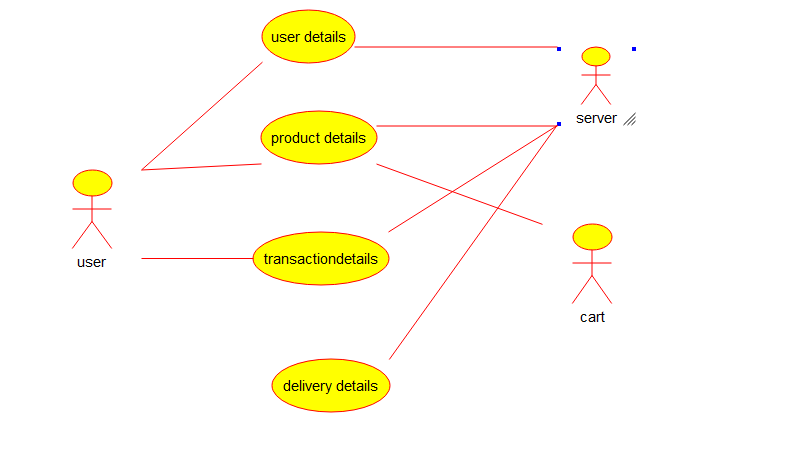 user details
server
product details
user
transactiondetails
cart
delivery details